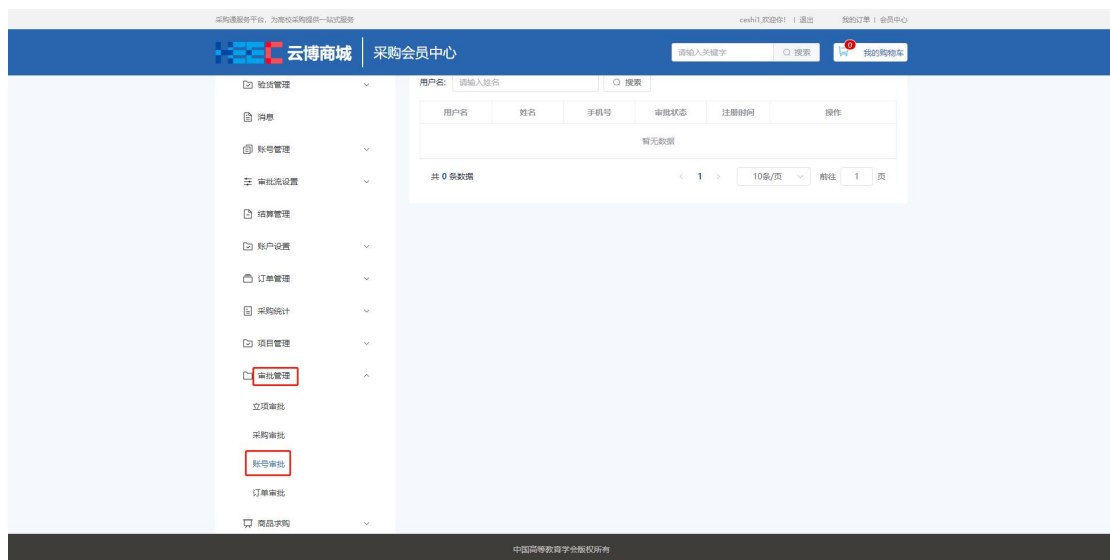 采购通服务平台，为高校采购提供一站式服务
ceshi1,欢迎你! | 退出 我的订单 | 会员中心
HEEC 云博商城 采购会员中心
请输入关键字 搜索 0 我的购物车
验货管理
消息
账号管理
审批流设置
结算管理
账户设置
订单管理
采购统计
项目管理
审批管理
立项审批
采购审批
账号审批
订单审批
商品求购
用户名: 请输入姓名 搜索
用户名 姓名 手机号 审批状态 注册时间 操作
暂无数据
共 0 条数据 < 1 > 10条/页 前往 1 页
中国高等教育学会版权所有